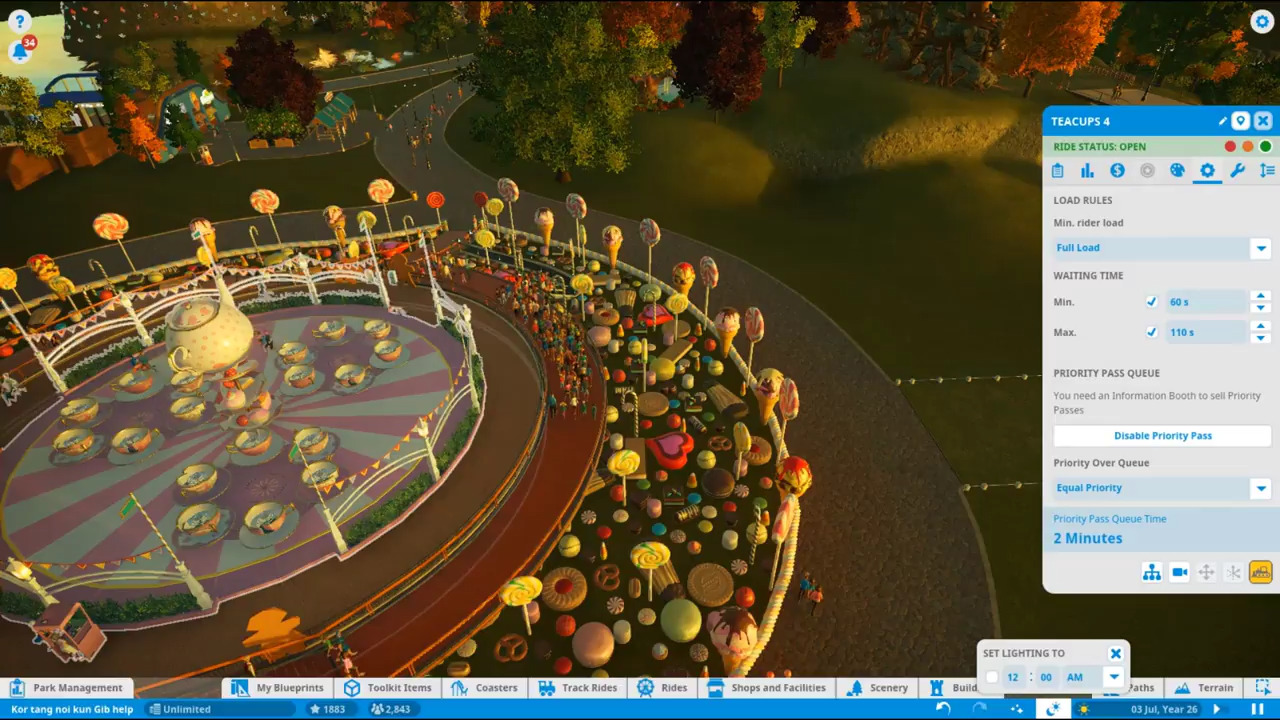 ?
34
TEACUPS 4
RIDE STATUS: OPEN
LOAD RULES
Min. rider load
Full Load
WAITING TIME
Min. 60 s
Max. 110 s
PRIORITY PASS QUEUE
You need an Information Booth to sell Priority
Passes
Disable Priority Pass
Priority Over Queue
Equal Priority
Priority Pass Queue Time
2 Minutes
SET LIGHTING TO
12 : 00 AM
Park Management My Blueprints Toolkit Items Coasters Track Rides Rides Shops and Facilities Scenery Build Paths Terrain
Kor tang noi kun Gib help Unlimited 1883 2,843 03 Jul, Year 26